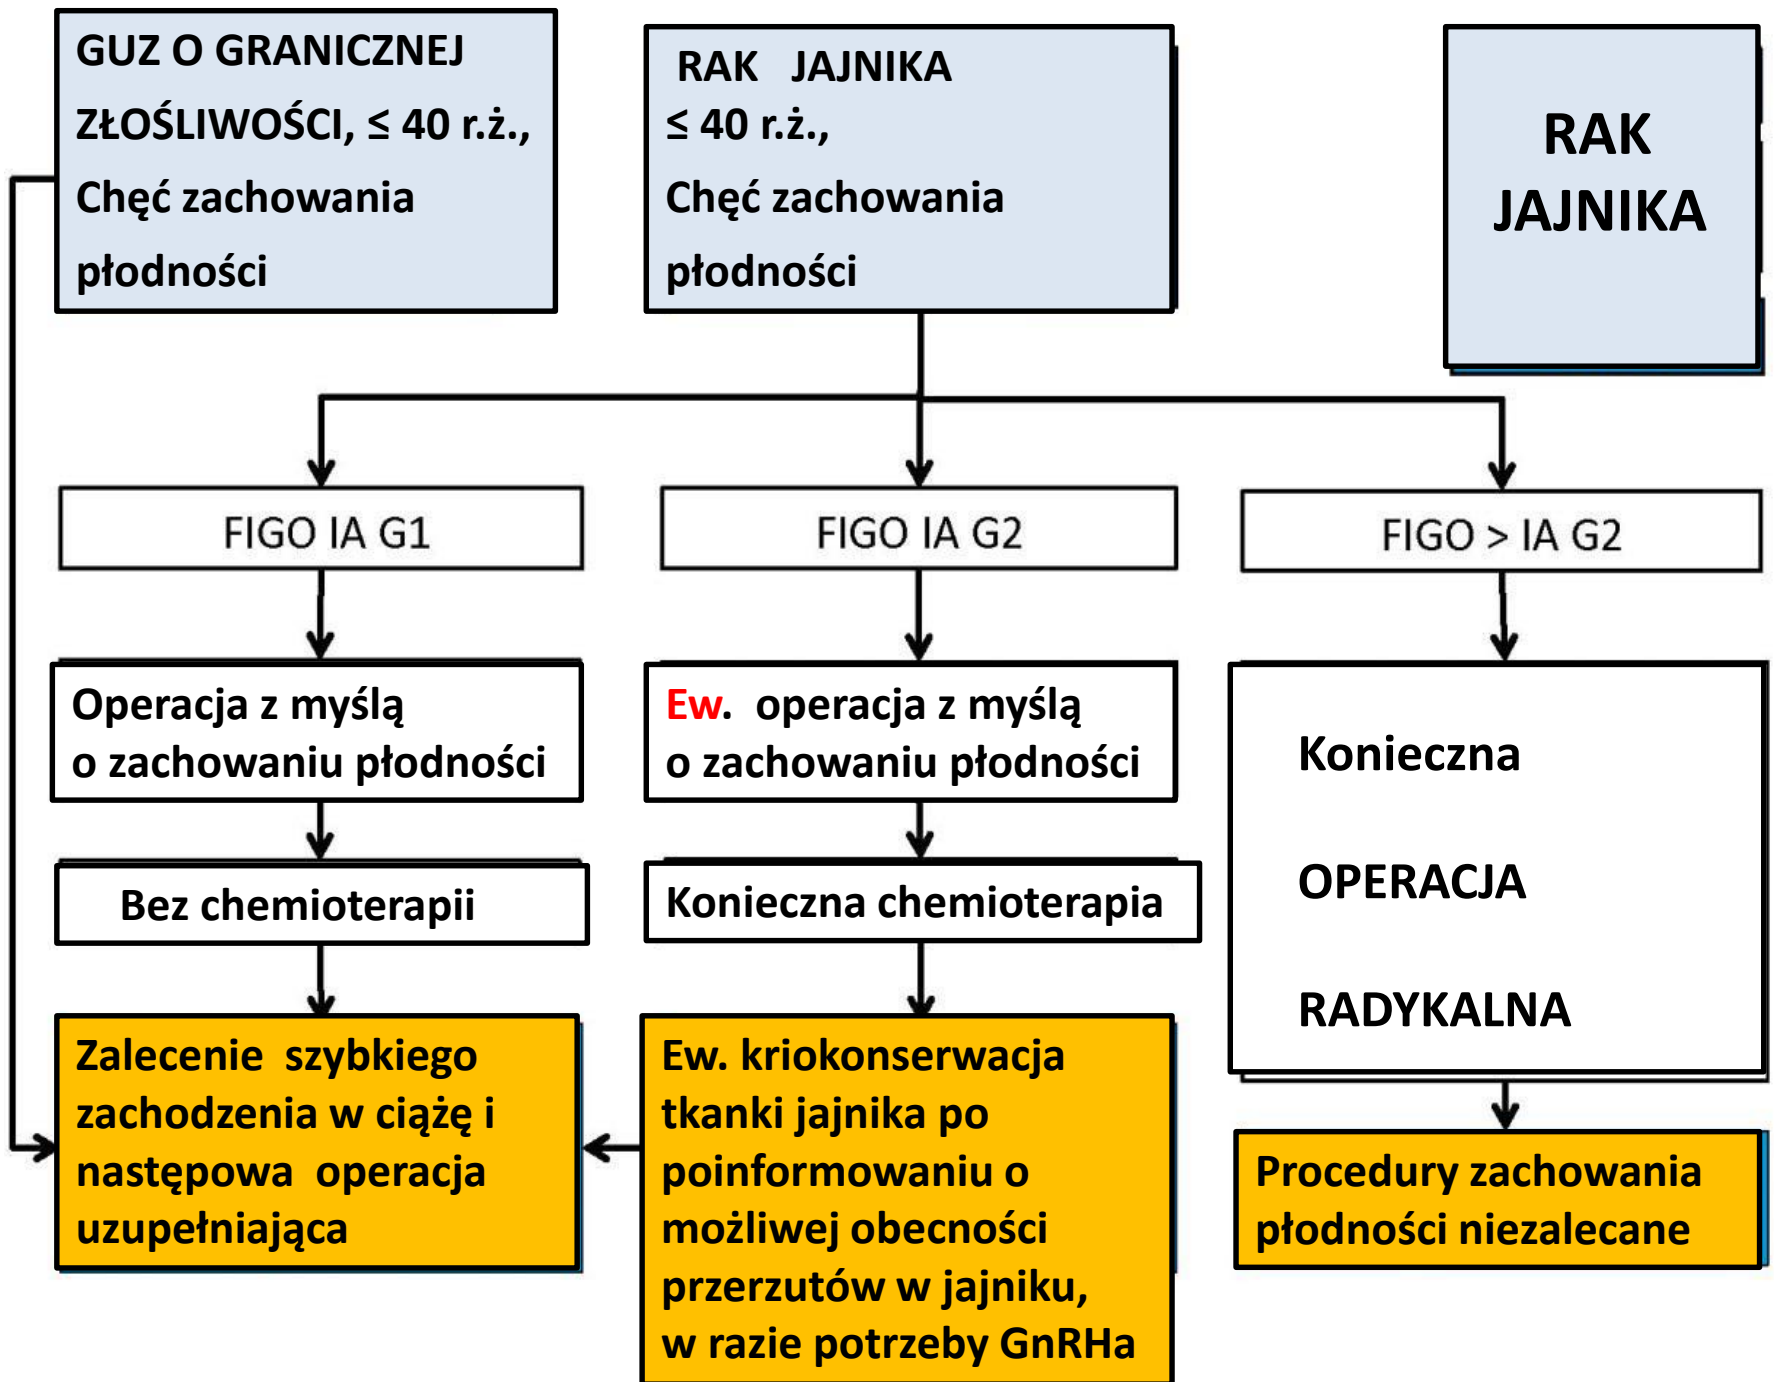 GUZ O GRANICZNEJ
ZŁOŚLIWOŚCI, ≤ 40 r.ż.,
Chęć zachowania
płodności
RAK JAJNIKA
≤ 40 r.ż.,
Chęć zachowania
płodności
RAK
JAJNIKA
FIGO IA G1
FIGO IA G2
FIGO > IA G2
Operacja z myślą
o zachowaniu płodności
Ew. operacja z myślą
o zachowaniu płodności
Konieczna
OPERACJA
RADYKALNA
Bez chemioterapii
Konieczna chemioterapia
Zalecenie szybkiego
zachodzenia w ciążę i
następowa operacja
uzupełniająca
Ew. kriokonserwacja
tkanki jajnika po
poinformowaniu o
możliwej obecności
przerzutów w jajniku,
w razie potrzeby GnRHa
Procedury zachowania
płodności niezalecane